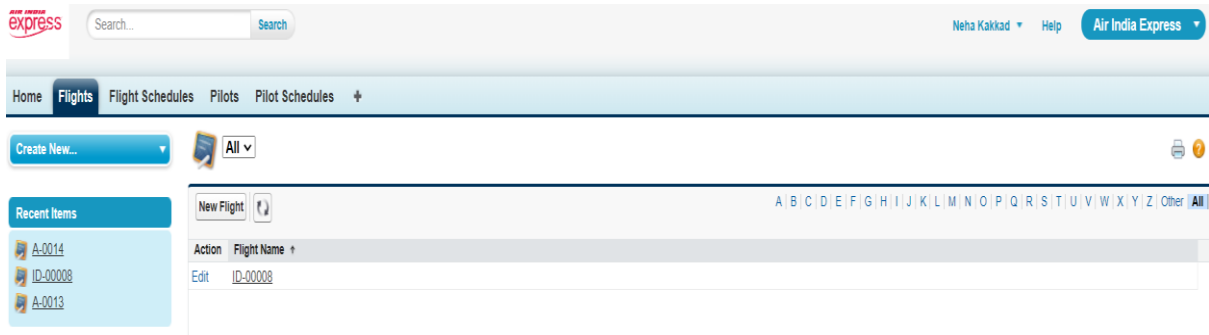 AIR INDIA
express
Search...
Search
Neha Kakkad
Help
Air India Express
Home Flights Flight Schedules Pilots Pilot Schedules +
Create New...
All
Recent Items
A-0014
ID-00008
A-0013
New Flight
A | B | C | D | E | F | G | H | I | J | K | L | M | N | O | P | Q | R | S | T | U | V | W | X | Y | Z | Other | All
Action Flight Name ↑
Edit ID-00008